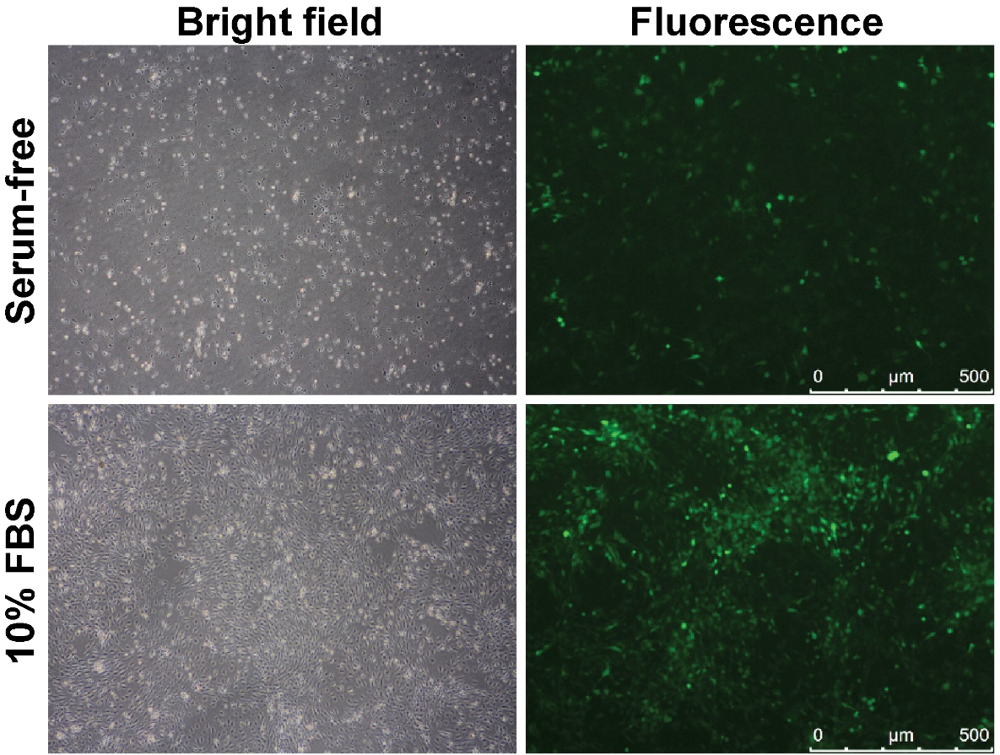 Bright field
Fluorescence
Serum-free
0 µm 500
10% FBS
0 µm 500